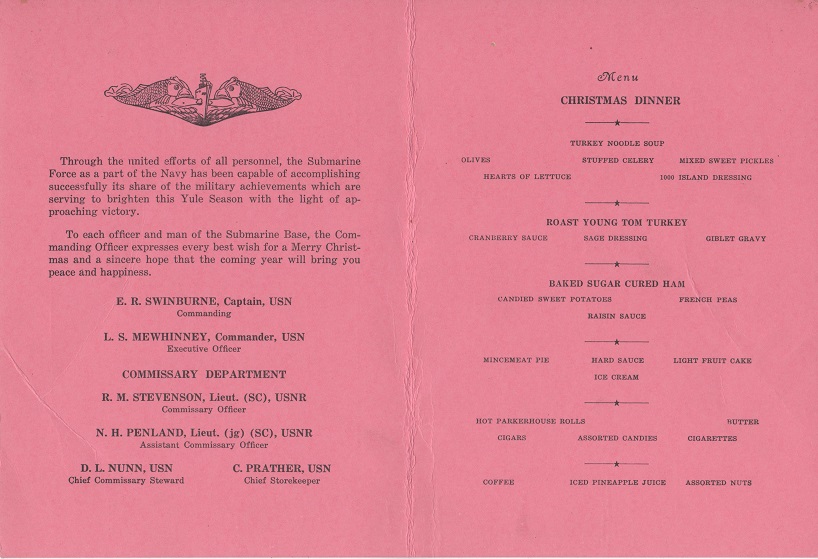 Through the united efforts of all personnel, the Submarine
Force as a part of the Navy has been capable of accomplishing
successfully its share of the military achievements which are
serving to brighten this Yule Season with the light of ap-
proaching victory.
To each officer and man of the Submarine Base, the Com-
manding Officer expresses every best wish for a Merry Christ-
mas and a sincere hope that the coming year will bring you
peace and happiness.
E. R. SWINBURNE, Captain, USN
Commanding
L. S. MEWHINNEY, Commander, USN
Executive Officer
COMMISSARY DEPARTMENT
R. M. STEVENSON, Lieut. (SC), USNR
Commissary Officer
N. H. PENLAND, Lieut. (jg) (SC), USNR
Assistant Commissary Officer
D. L. NUNN, USN C. PRATHER, USN
Chief Commissary Steward Chief Storekeeper
Menu
CHRISTMAS DINNER
TURKEY NOODLE SOUP
OLIVES STUFFED CELERY MIXED SWEET PICKLES
HEARTS OF LETTUCE 1000 ISLAND DRESSING
ROAST YOUNG TOM TURKEY
CRANBERRY SAUCE SAGE DRESSING GIBLET GRAVY
BAKED SUGAR CURED HAM
CANDIED SWEET POTATOES FRENCH PEAS
RAISIN SAUCE
MINCEMEAT PIE HARD SAUCE LIGHT FRUIT CAKE
ICE CREAM
HOT PARKERHOUSE ROLLS BUTTER
CIGARS ASSORTED CANDIES CIGARETTES
COFFEE ICED PINEAPPLE JUICE ASSORTED NUTS